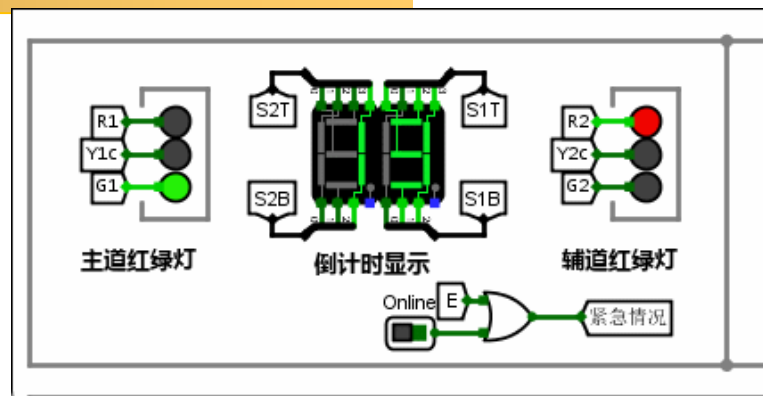 S2T
S1T
R1
Y1c
G1
R2
Y2c
G2
S2B
S1B
主道红绿灯
倒计时显示
辅道红绿灯
Online
E
紧急情况